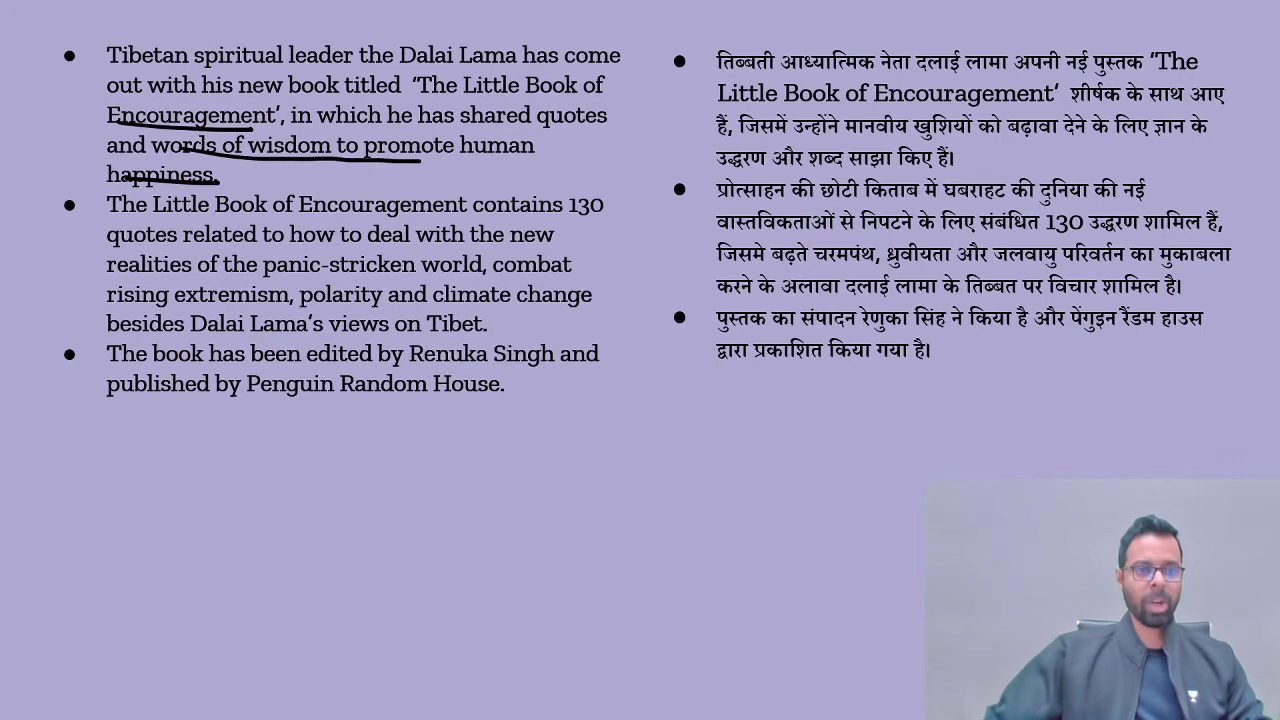 ● Tibetan spiritual leader the Dalai Lama has come
out with his new book titled 'The Little Book of
Encouragement', in which he has shared quotes
and words of wisdom to promote human
happiness.
● The Little Book of Encouragement contains 130
quotes related to how to deal with the new
realities of the panic-stricken world, combat
rising extremism, polarity and climate change
besides Dalai Lama's views on Tibet.
● The book has been edited by Renuka Singh and
published by Penguin Random House.
● तिब्बती आध्यात्मिक नेता दलाई लामा अपनी नई पुस्तक 'The
Little Book of Encouragement' शीर्षक के साथ आए
हैं, जिसमें उन्होंने मानवीय खुशियों को बढ़ावा देने के लिए ज्ञान के
उद्धरण और शब्द साझा किए हैं।
● प्रोत्साहन की छोटी किताब में घबराहट की दुनिया की नई
वास्तविकताओं से निपटने के लिए संबंधित 130 उद्धरण शामिल हैं,
जिसमे बढ़ते चरमपंथ, ध्रुवीयता और जलवायु परिवर्तन का मुकाबला
करने के अलावा दलाई लामा के तिब्बत पर विचार शामिल है।
● पुस्तक का संपादन रेणुका सिंह ने किया है और पेंगुइन रैंडम हाउस
द्वारा प्रकाशित किया गया है।